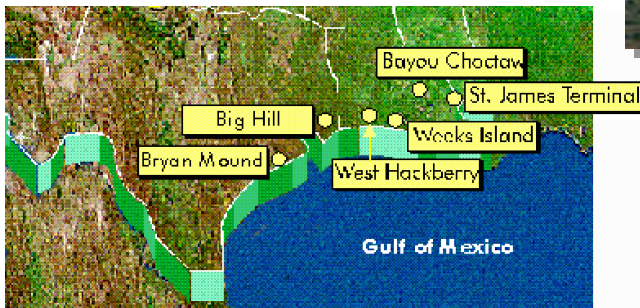 Bayou Choctaw
St. James Terminal
Big Hill
Weeks Island
Bryan Mound
West Hackberry
Gulf of Mexico